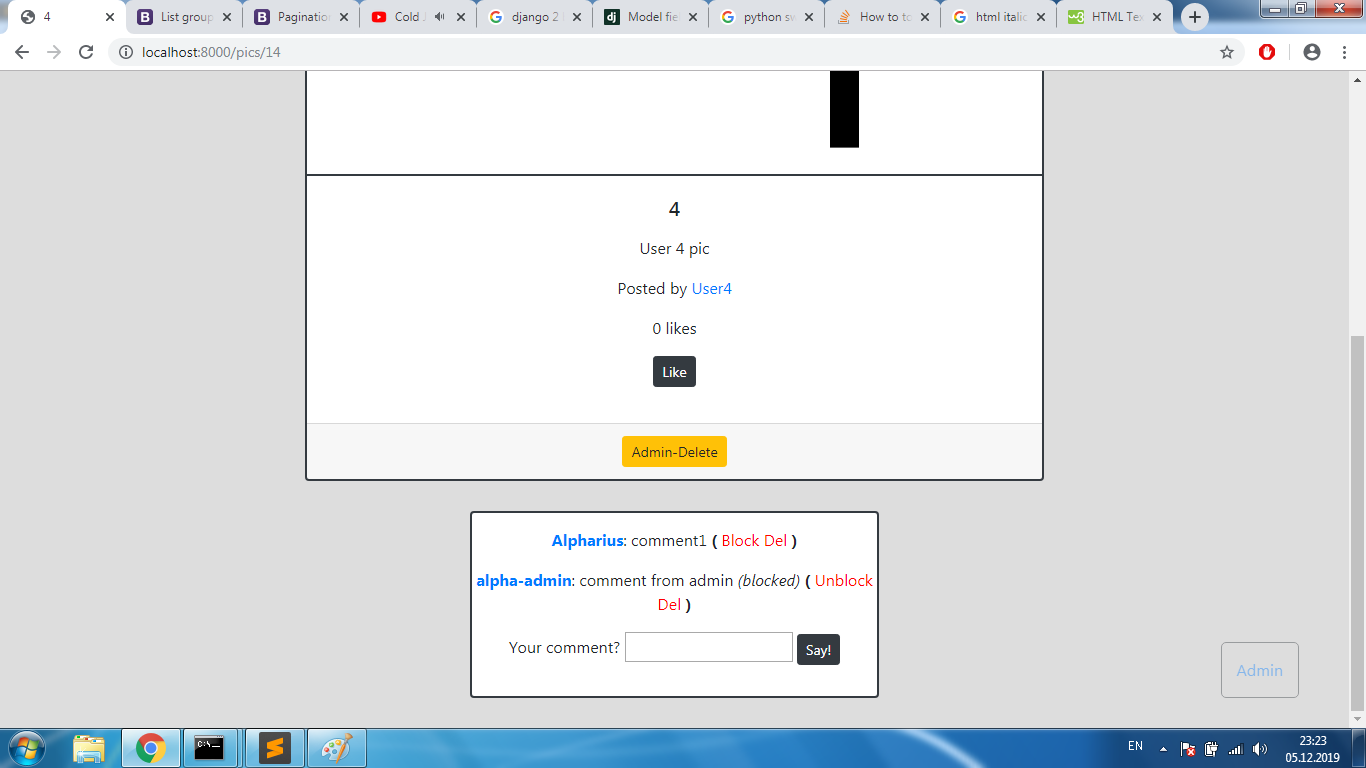 4
List group
Pagination
Cold
django 2
Model fie
python sw
How to to
html italic
HTML Tex
localhost:8000/pics/14
4
User 4 pic
Posted by User4
0 likes
Like
Admin-Delete
Alpharius: comment1 ( Block Del )
alpha-admin: comment from admin (blocked) ( Unblock
Del )
Your comment?
Say!
Admin
EN
23:23
05.12.2019